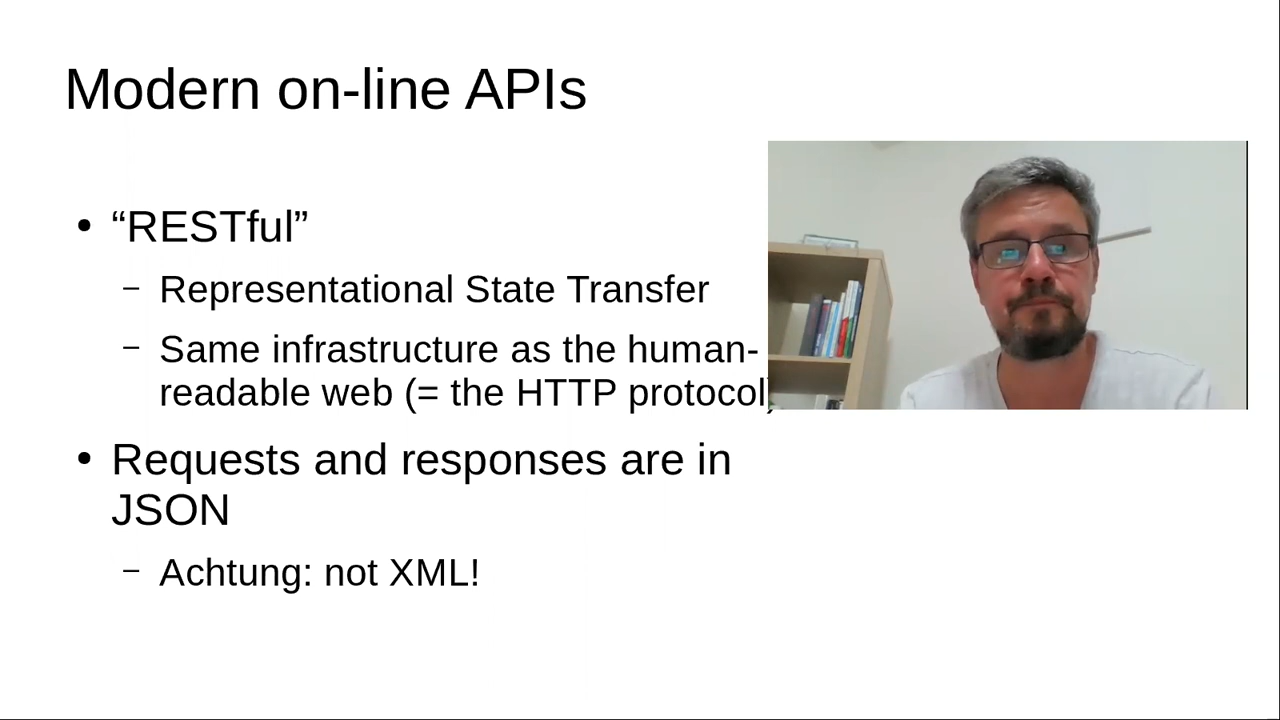 Modern on-line APIs
• “RESTful”
– Representational State Transfer
– Same infrastructure as the human-
readable web (= the HTTP protocol)
• Requests and responses are in
JSON
– Achtung: not XML!